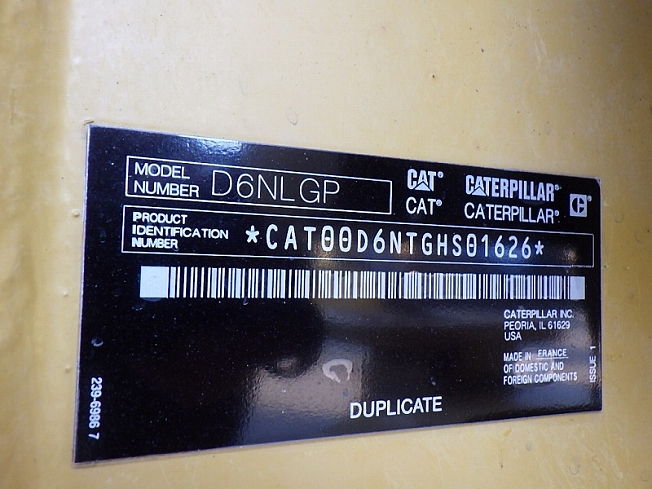 MODEL NUMBER D6NLGP
CAT® CATERPILLAR®
CAT® CATERPILLAR®
PRODUCT IDENTIFICATION NUMBER *CAT00D6NTGHS01626*
CATERPILLAR INC.
PEORIA, IL 61629
USA
MADE IN FRANCE
OF DOMESTIC AND
FOREIGN COMPONENTS
ISSUE 1
239-6986 7
DUPLICATE